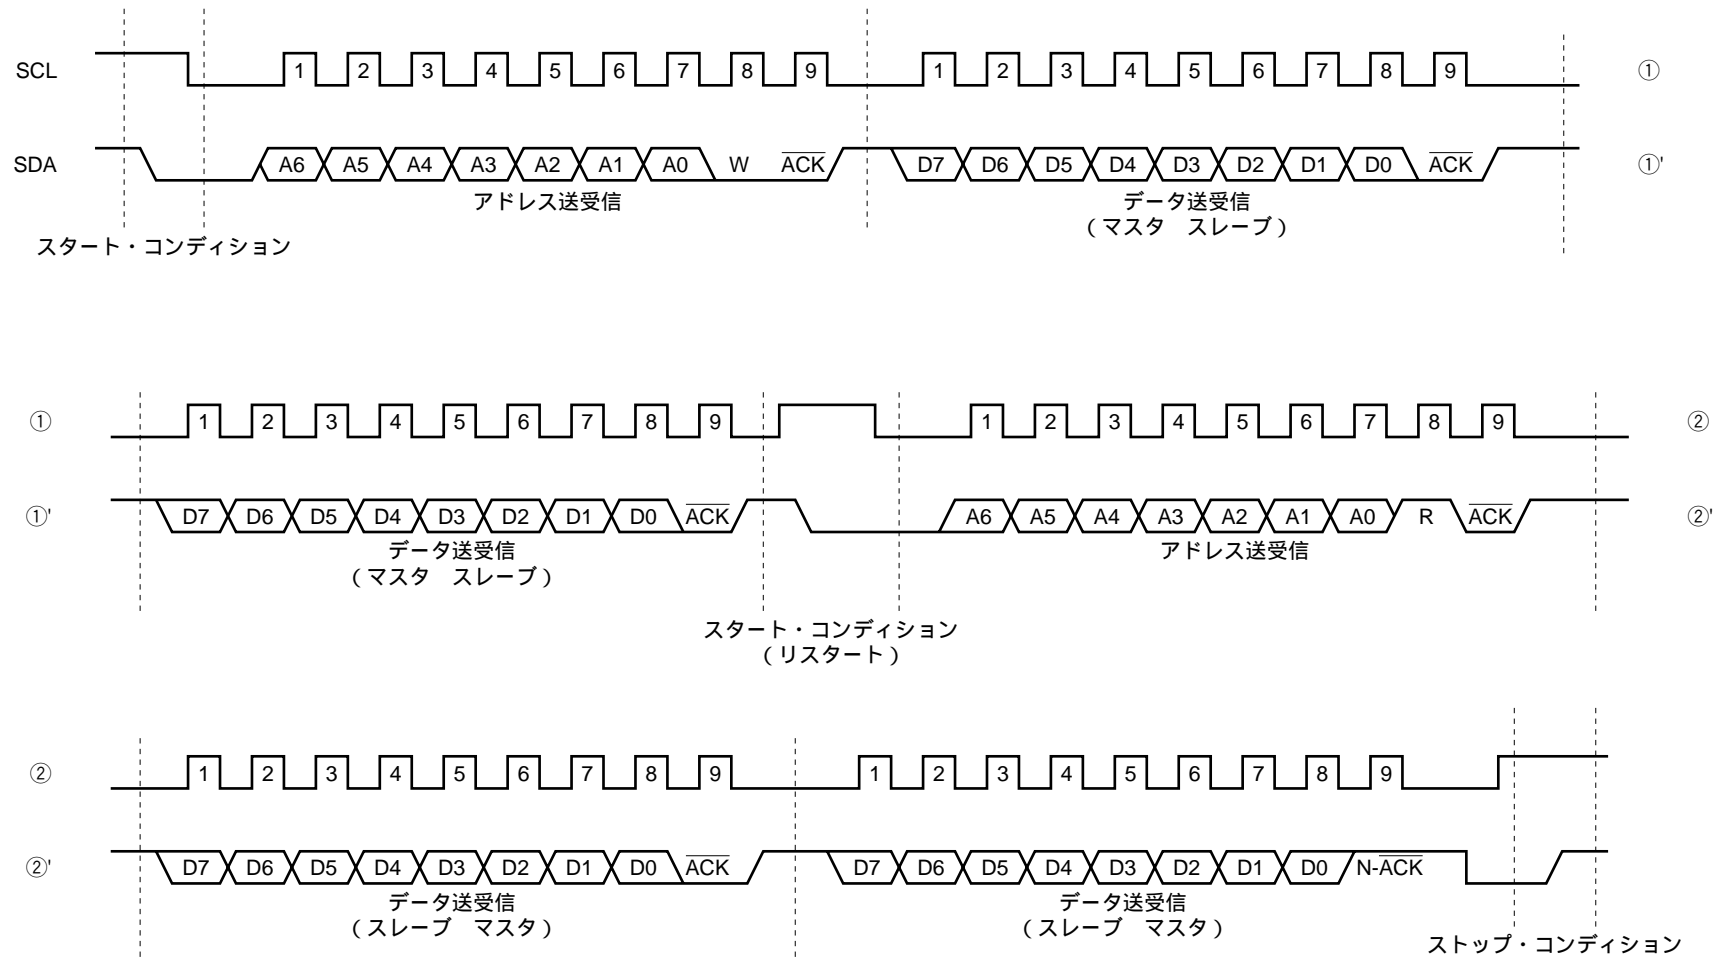 SCL 1 2 3 4 5 6 7 8 9 1 2 3 4 5 6 7 8 9 ①
SDA A6 A5 A4 A3 A2 A1 A0 W ACK D7 D6 D5 D4 D3 D2 D1 D0 ACK ①'
アドレス送受信 データ送受信
(マスタ スレーブ)
スタート・コンディション
① 1 2 3 4 5 6 7 8 9 1 2 3 4 5 6 7 8 9 ②
①' D7 D6 D5 D4 D3 D2 D1 D0 ACK A6 A5 A4 A3 A2 A1 A0 R ACK ②'
データ送受信 アドレス送受信
(マスタ スレーブ)
スタート・コンディション
(リスタート)
② 1 2 3 4 5 6 7 8 9 1 2 3 4 5 6 7 8 9
②' D7 D6 D5 D4 D3 D2 D1 D0 ACK D7 D6 D5 D4 D3 D2 D1 D0 N-ACK
データ送受信 データ送受信
(スレーブ マスタ) (スレーブ マスタ)
ストップ・コンディション